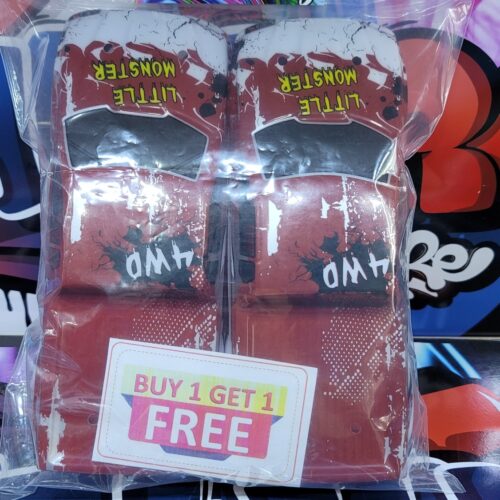 LITTLE
MONSTER
LITTLE
MONSTER
4WD
4WD
BUY 1 GET 1
FREE